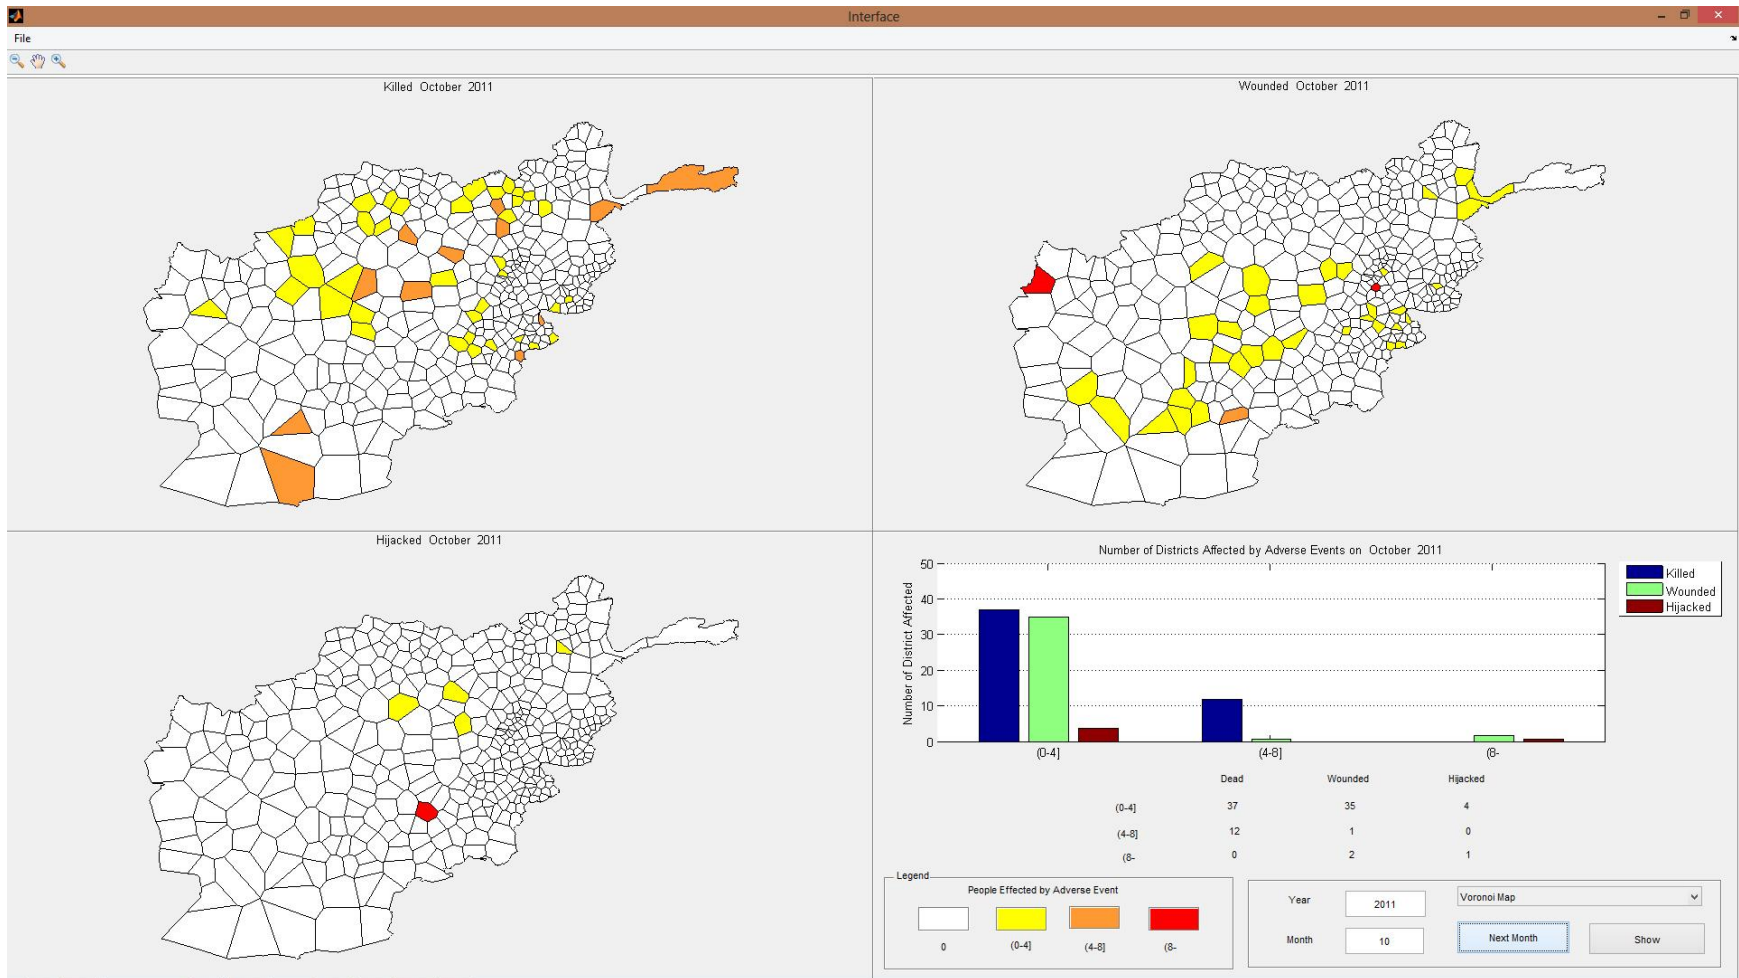 Interface
File
Killed October 2011
Wounded October 2011
Hijacked October 2011
Number of Districts Affected by Adverse Events on October 2011
Number of District Affected
50
40
30
20
10
0
(0-4]
(4-8]
(8-
Killed
Wounded
Hijacked
Dead Wounded Hijacked
(0-4] 37 35 4
(4-8] 12 1 0
(8- 0 2 1
Legend
People Effected by Adverse Event
0 (0-4] (4-8] (8-
Year 2011 Voronoi Map
Month 10 Next Month Show